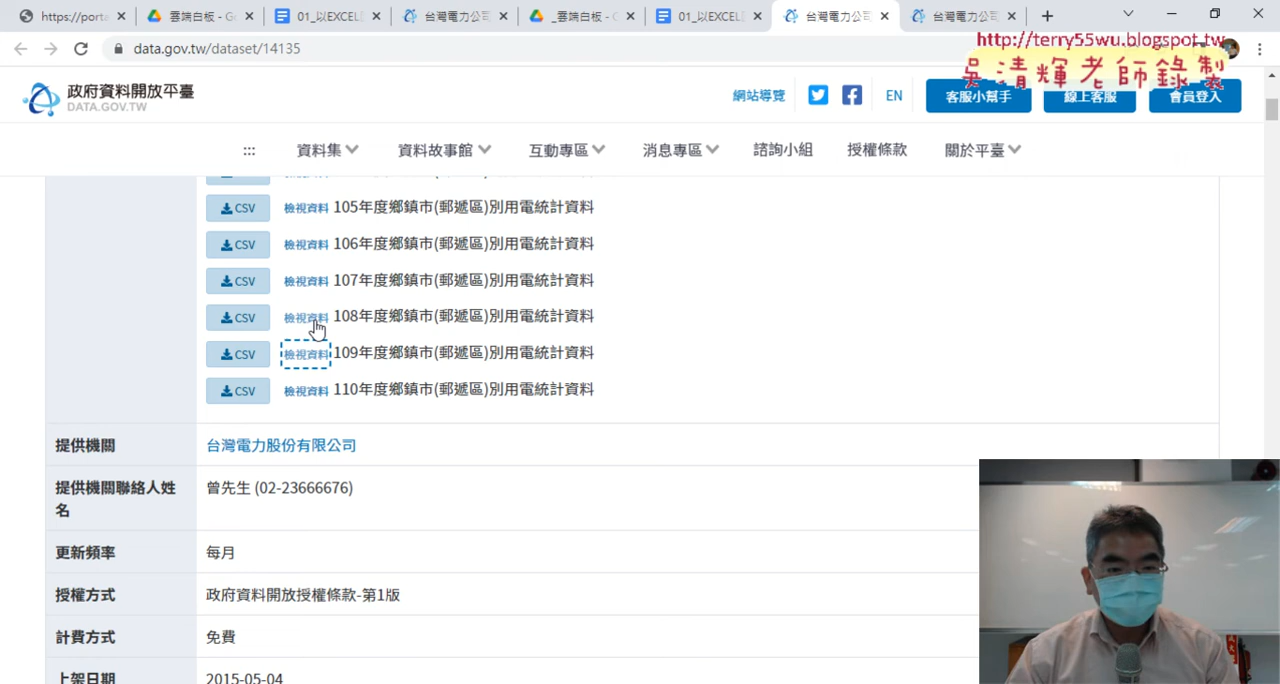 https://porta
雲端白板 - G
01_以EXCEL
台灣電力公司
_雲端白板 - G
01_以EXCEL
台灣電力公司
台灣電力公司
data.gov.tw/dataset/14135
http://terry55wu.blogspot.tw
吳清輝老師錄製
政府資料開放平臺
DATA.GOV.TW
網站導覽
EN
客服小幫手
線上客服
會員登入
資料集
資料故事館
互動專區
消息專區
諮詢小組
授權條款
關於平臺
CSV 檢視資料 105年度鄉鎮市(郵遞區)別用電統計資料
CSV 檢視資料 106年度鄉鎮市(郵遞區)別用電統計資料
CSV 檢視資料 107年度鄉鎮市(郵遞區)別用電統計資料
CSV 檢視資料 108年度鄉鎮市(郵遞區)別用電統計資料
CSV 檢視資料 109年度鄉鎮市(郵遞區)別用電統計資料
CSV 檢視資料 110年度鄉鎮市(郵遞區)別用電統計資料
提供機關 台灣電力股份有限公司
提供機關聯絡人姓名 曾先生 (02-23666676)
更新頻率 每月
授權方式 政府資料開放授權條款-第1版
計費方式 免費
上架日期 2015-05-04